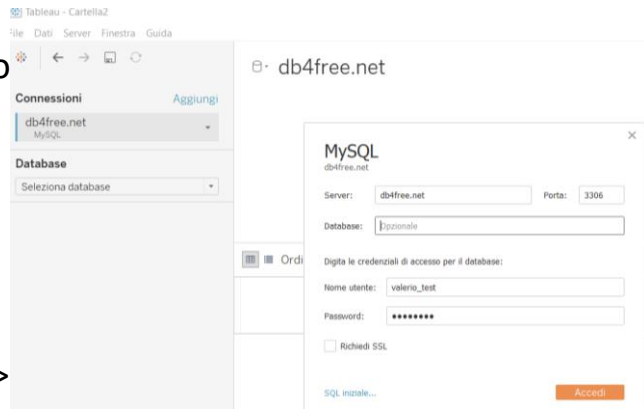 Tableau - Cartella2
File Dati Server Finestra Guida
db4free.net
Connessioni Aggiungi
db4free.net
MySQL
Database
Seleziona database
MySQL
db4free.net
Server: db4free.net Porta: 3306
Database: Opzionale
Ordi
Digita le credenziali di accesso per il database:
Nome utente: valerio_test
Password: ••••••••
Richiedi SSL
SQL iniziale... Accedi
>